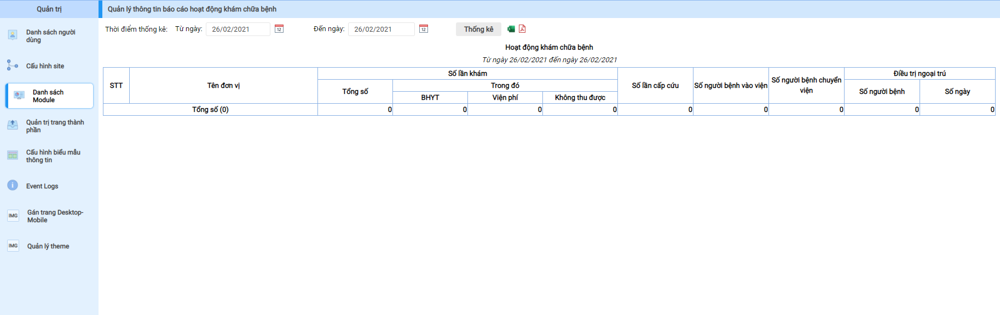 Quản trị
Quản lý thông tin báo cáo hoạt động khám chữa bệnh
Danh sách người
dùng
Cấu hình site
Danh sách
Module
Quản trị trang thành
phần
Cấu hình biểu mẫu
thông tin
Event Logs
IMG
Gán trang Desktop-
Mobile
IMG
Quản lý theme
Thời điểm thống kê: Từ ngày: 26/02/2021 12 Đến ngày: 26/02/2021 12 Thống kê
Hoạt động khám chữa bệnh
Từ ngày 26/02/2021 đến ngày 26/02/2021
STT
Tên đơn vị
Số lần khám
Tổng số
Trong đó
BHYT
Viện phí
Không thu được
Số lần cấp cứu
Số người bệnh vào viện
Số người bệnh chuyển
viện
Điều trị ngoại trú
Số người bệnh
Số ngày
Tổng số (0) 0 0 0 0 0 0 0 0 0